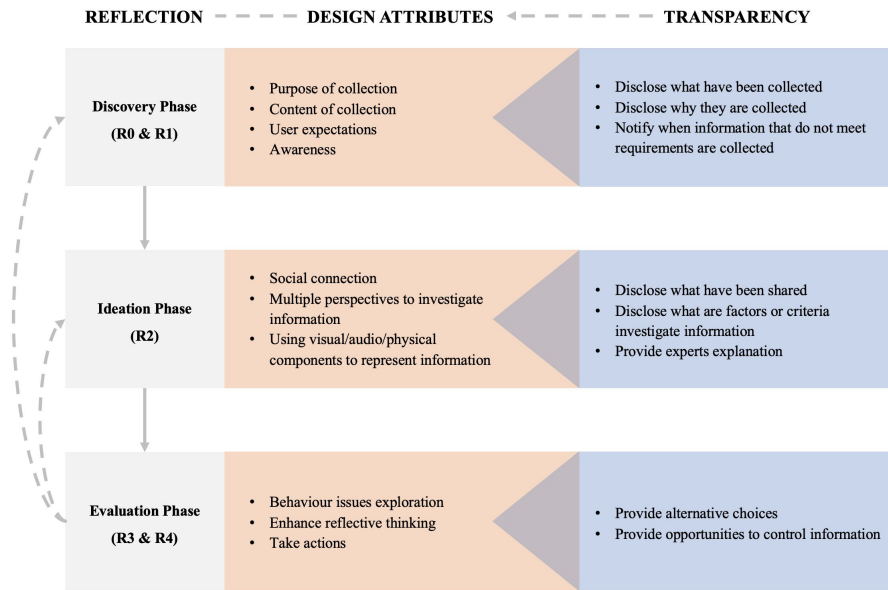 REFLECTION DESIGN ATTRIBUTES TRANSPARENCY
Discovery Phase
(R0 & R1)
• Purpose of collection
• Content of collection
• User expectations
• Awareness
• Disclose what have been collected
• Disclose why they are collected
• Notify when information that do not meet
requirements are collected
Ideation Phase
(R2)
• Social connection
• Multiple perspectives to investigate
information
• Using visual/audio/physical
components to represent information
• Disclose what have been shared
• Disclose what are factors or criteria
investigate information
• Provide experts explanation
Evaluation Phase
(R3 & R4)
• Behaviour issues exploration
• Enhance reflective thinking
• Take actions
• Provide alternative choices
• Provide opportunities to control information